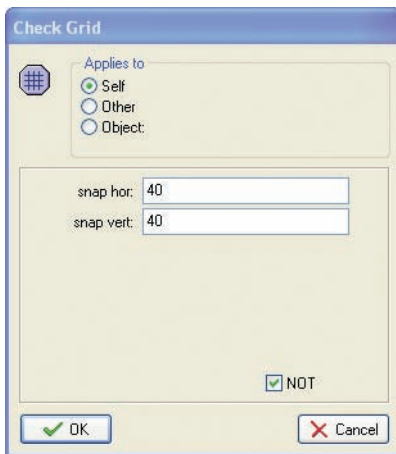 Check Grid
Applies to
Self
Other
Object:
snap hor: 40
snap vert: 40
NOT
OK
Cancel